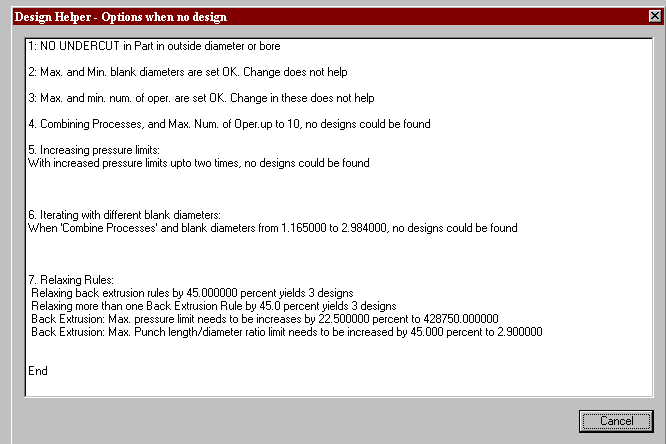 Design Helper - Options when no design
1: NO UNDERCUT in Part in outside diameter or bore
2: Max. and Min. blank diameters are set OK. Change does not help
3: Max. and min. num. of oper. are set OK. Change in these does not help
4. Combining Processes, and Max. Num. of Oper.up to 10, no designs could be found
5. Increasing pressure limits:
With increased pressure limits upto two times, no designs could be found
6. Iterating with different blank diameters:
When 'Combine Processes' and blank diameters from 1.165000 to 2.984000, no designs could be found
7. Relaxing Rules:
Relaxing back extrusion rules by 45.000000 percent yields 3 designs
Relaxing more than one Back Extrusion Rule by 45.0 percent yields 3 designs
Back Extrusion: Max. pressure limit needs to be increases by 22.500000 percent to 428750.000000
Back Extrusion: Max. Punch length/diameter ratio limit needs to be increased by 45.000 percent to 2.900000
End
Cancel